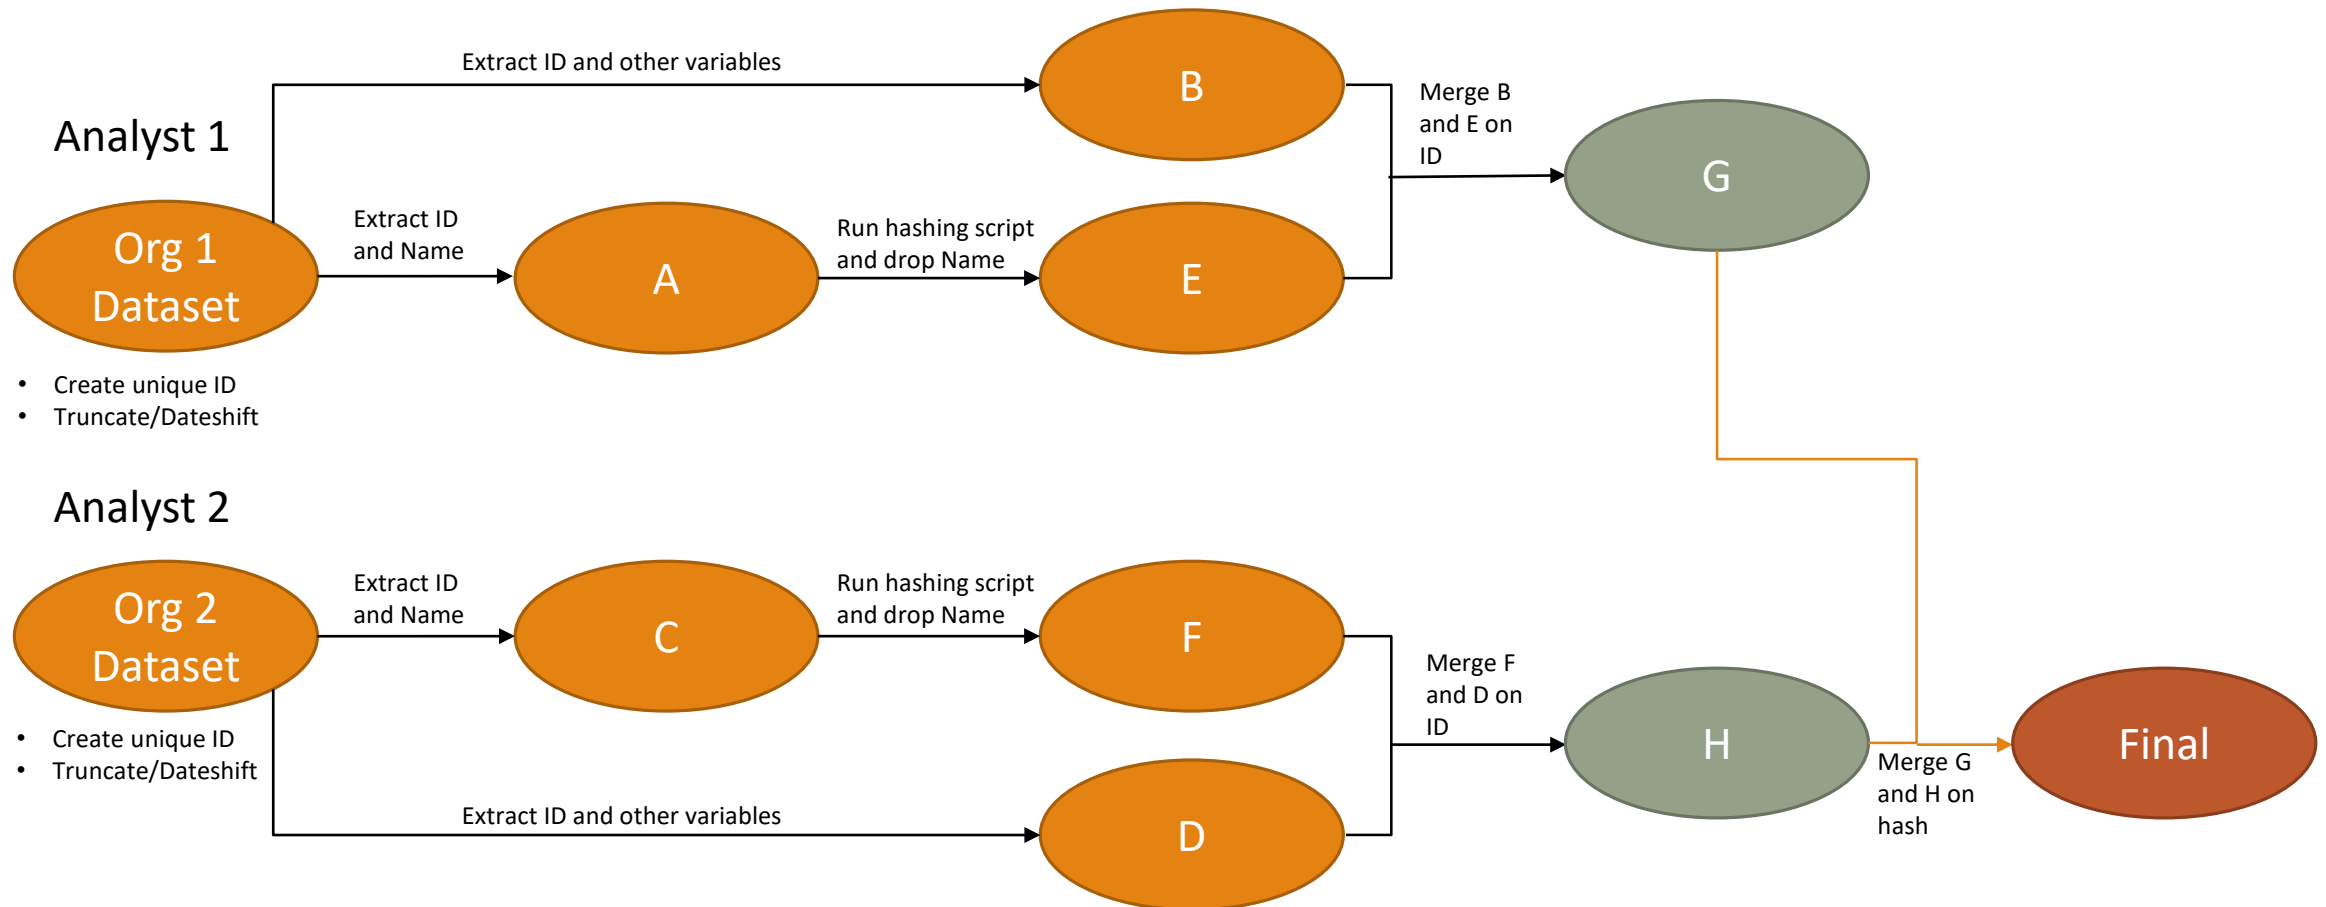 Extract ID and other variables
B
Merge B
and E on
ID
Analyst 1
G
Org 1
Dataset
Extract ID
and Name
A
Run hashing script
and drop Name
E
• Create unique ID
• Truncate/Dateshift
Analyst 2
Org 2
Dataset
Extract ID
and Name
C
Run hashing script
and drop Name
F
Merge F
and D on
ID
H
Merge G
and H on
hash
Final
• Create unique ID
• Truncate/Dateshift
Extract ID and other variables
D